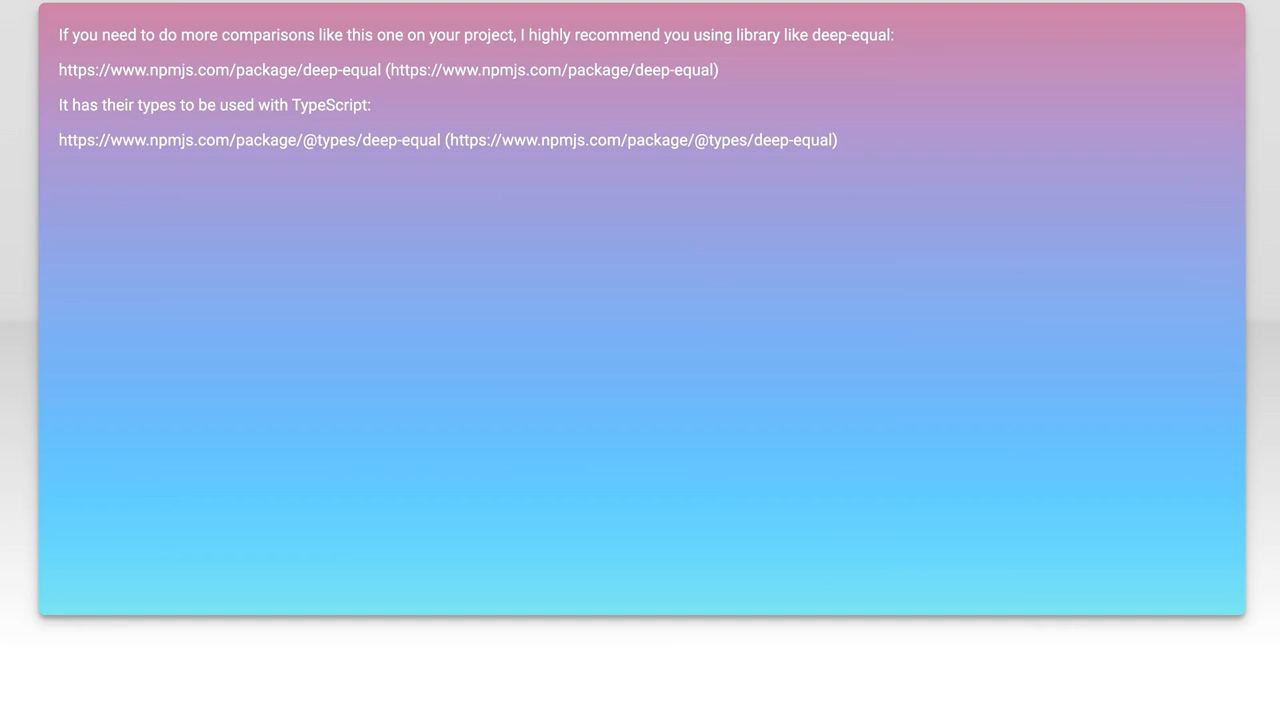 If you need to do more comparisons like this one on your project, I highly recommend you using library like deep-equal:
https://www.npmjs.com/package/deep-equal (https://www.npmjs.com/package/deep-equal)
It has their types to be used with TypeScript:
https://www.npmjs.com/package/@types/deep-equal (https://www.npmjs.com/package/@types/deep-equal)